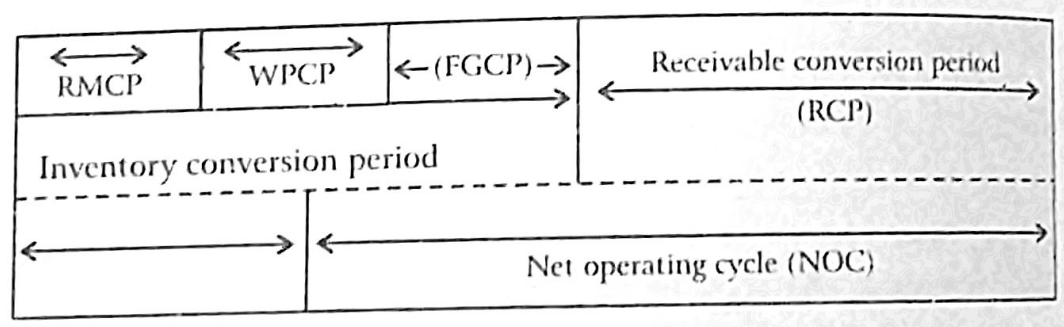 RMCP
WPCP
(FGCP)
Receivable conversion period
(RCP)
Inventory conversion period
Net operating cycle (NOC)